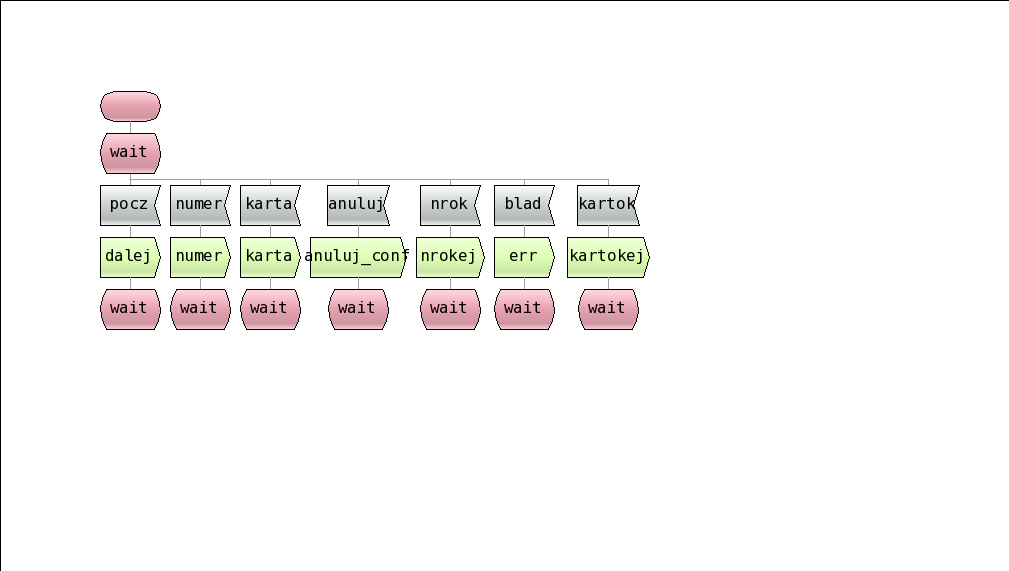 wait
pocz numer karta anuluj nrok blad kartok
dalej numer karta anuluj_conf nrokej err kartokej
wait wait wait wait wait wait wait